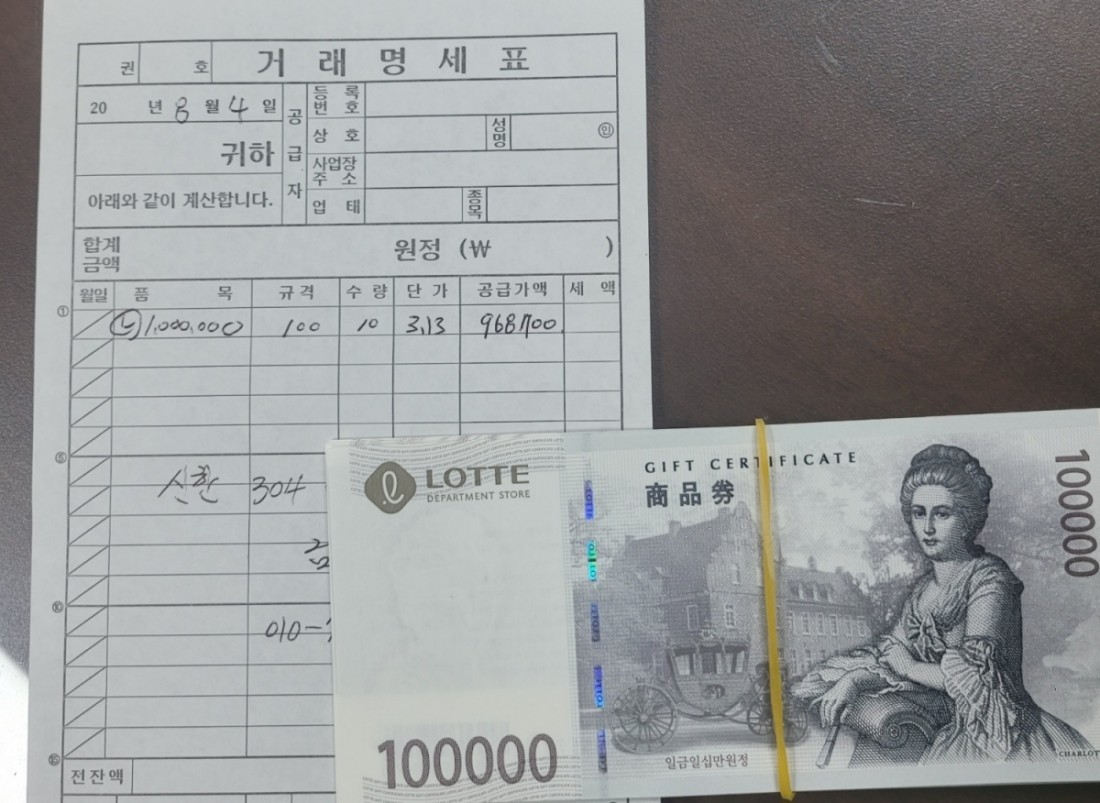 권 호 거래명세표
20 년 8 월 4 일
귀하
아래와 같이 계산합니다.
공급자
등록번호
상호 성명 ㊞
사업장주소
업태 종목
합계금액 원정 (₩ )
월일 품목 규격 수량 단가 공급가액 세액
① 1,000,000 100 10 3.13 968700
⑤
신한 304
⑩
010-
⑮
전잔액
LOTTE
DEPARTMENT STORE
GIFT CERTIFICATE
商品券
100000
100000
일금일십만원정
CHARLOT